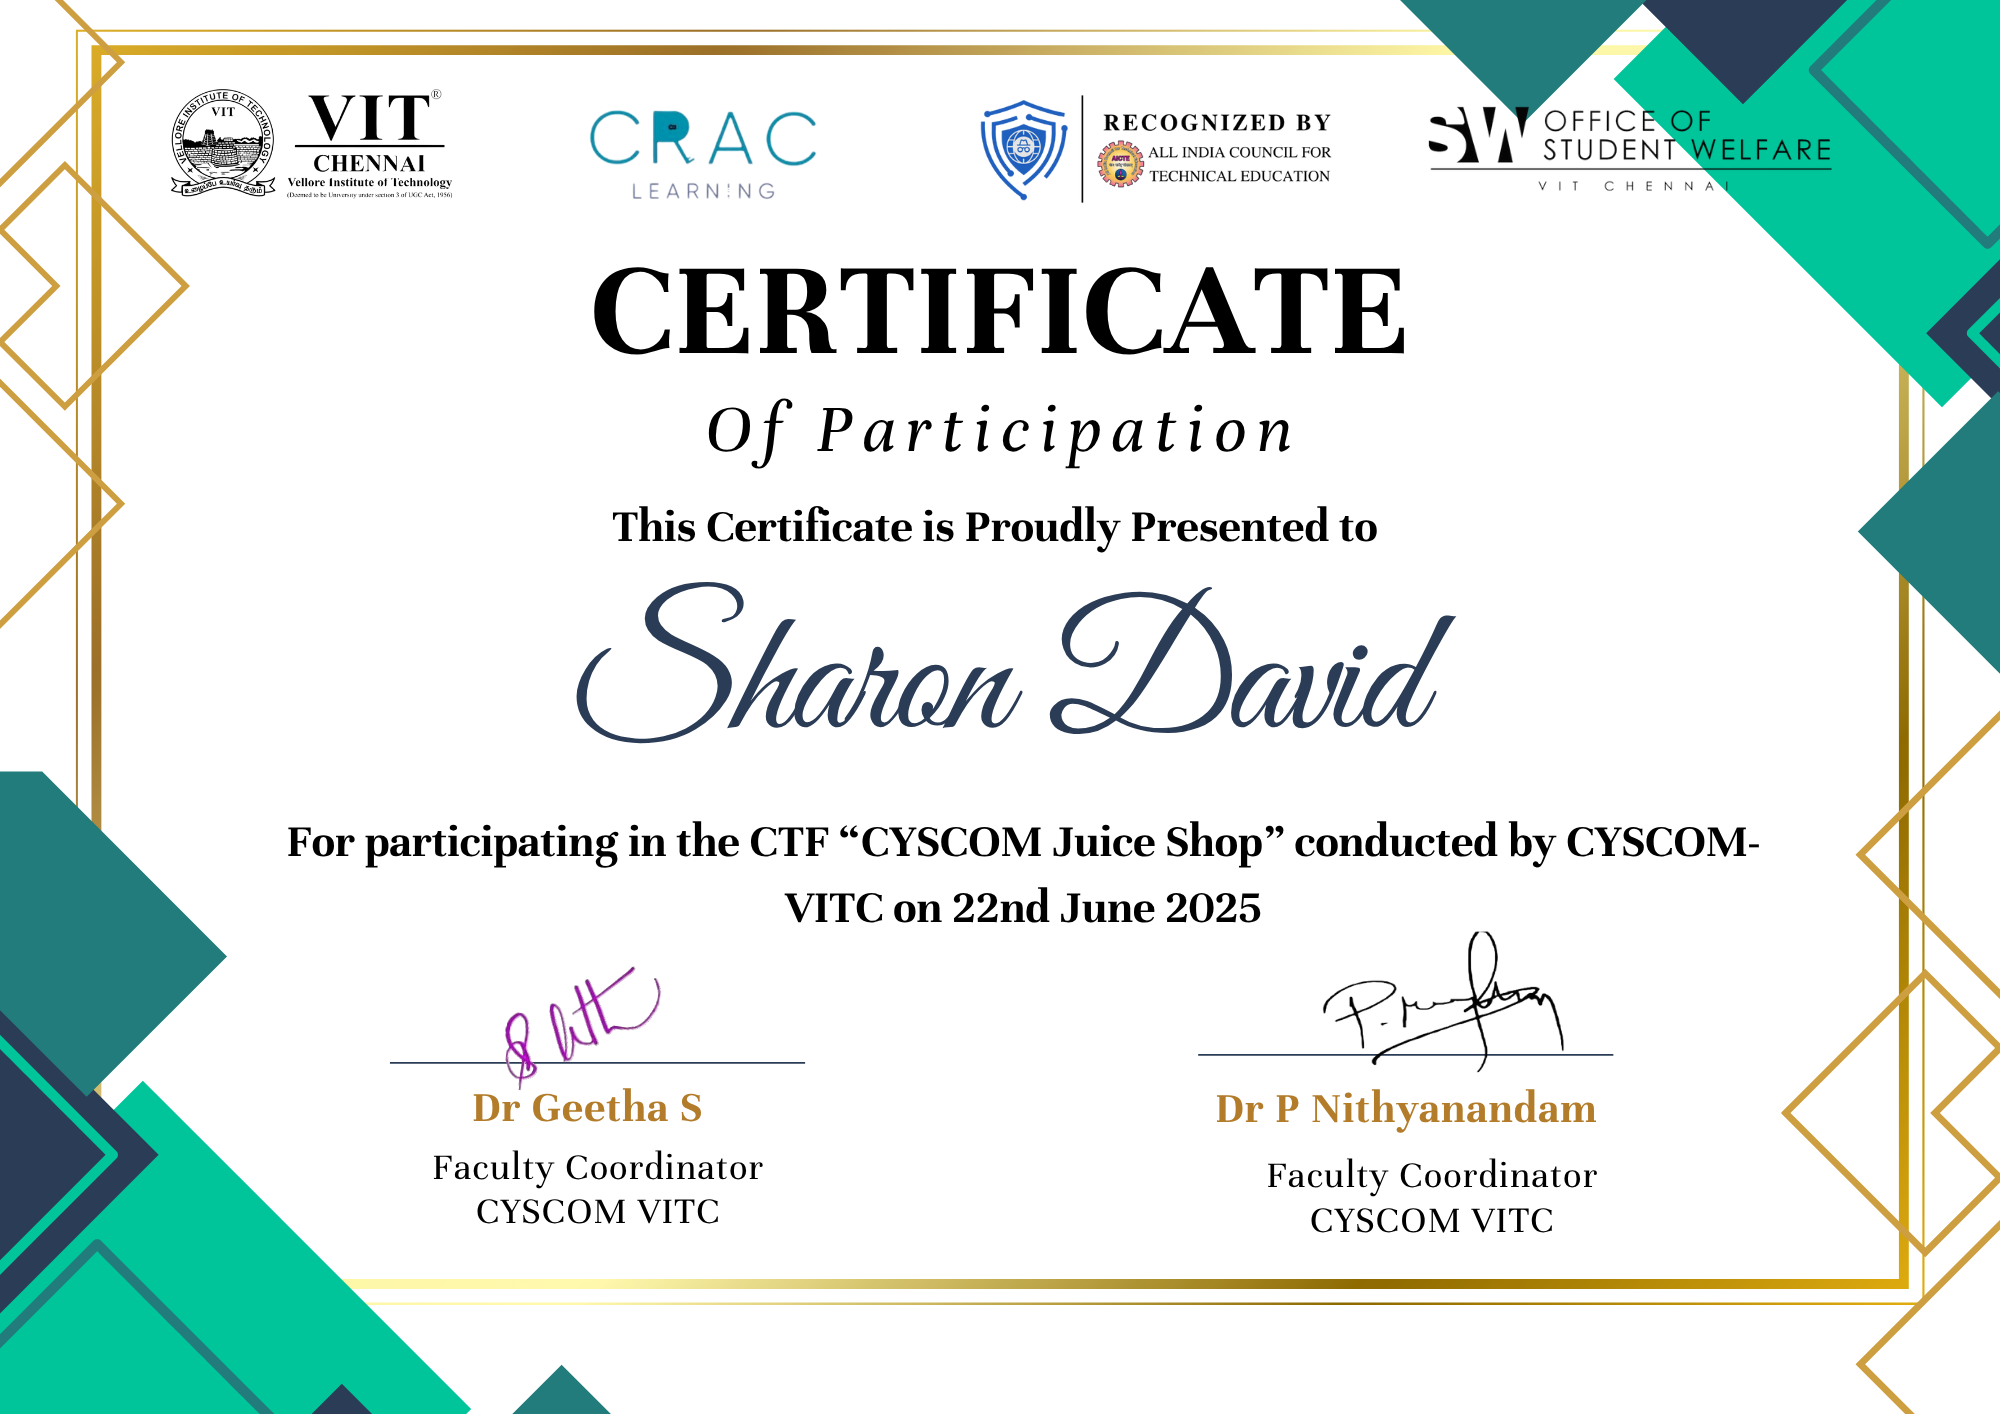 VELLORE INSTITUTE OF TECHNOLOGY
VIT
VIT®
CHENNAI
Vellore Institute of Technology
(Deemed to be University under section 3 of UGC Act, 1956)
CRAC
LEARNING
RECOGNIZED BY
AICTE
ALL INDIA COUNCIL FOR
TECHNICAL EDUCATION
SW
OFFICE OF
STUDENT WELFARE
VIT CHENNAI
CERTIFICATE
Of Participation
This Certificate is Proudly Presented to
Sharon David
For participating in the CTF “CYSCOM Juice Shop” conducted by CYSCOM-
VITC on 22nd June 2025
Dr Geetha S
Faculty Coordinator
CYSCOM VITC
Dr P Nithyanandam
Faculty Coordinator
CYSCOM VITC